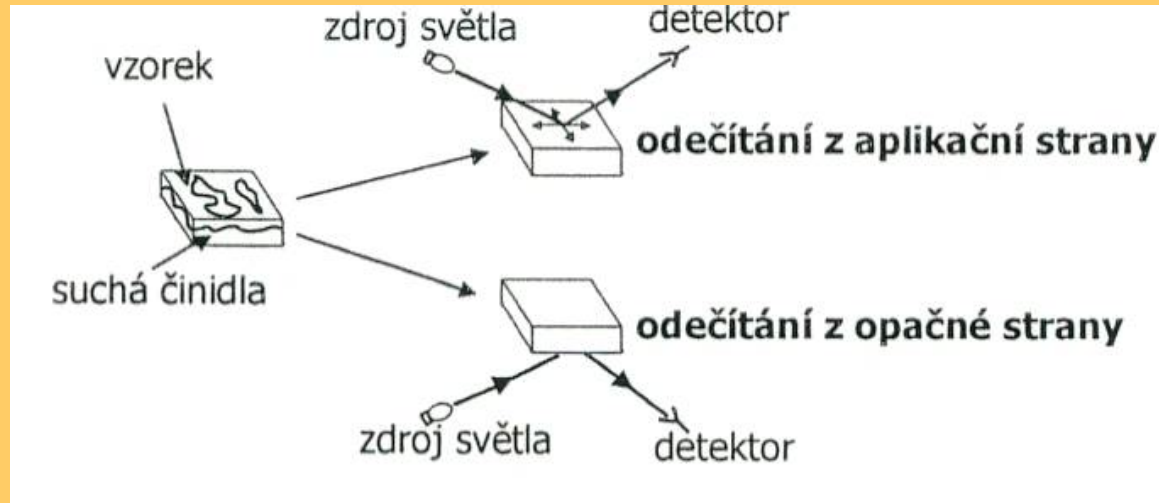 zdroj světla
detektor
vzorek
odečítání z aplikační strany
suchá činidla
odečítání z opačné strany
zdroj světla
detektor